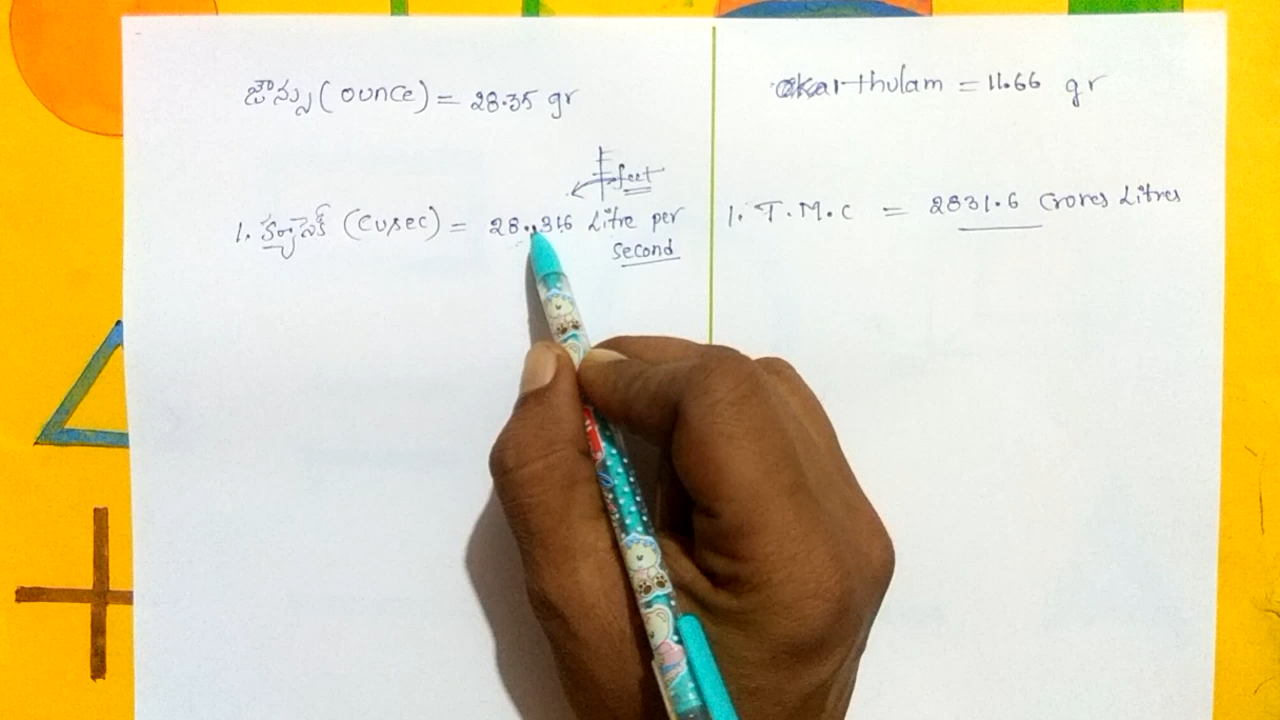 ఔన్సు (ounce) = 28.35 gr
feet
1. క్యూసెక్ (cusec) = 28.316 Litre per
second
karthulam = 11.66 gr
1. T.M.C = 2831.6 Crores Litres